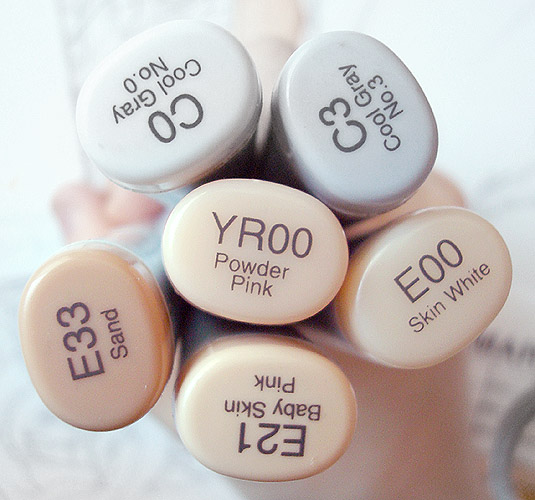 C0
Cool Gray
No.0
C3
Cool Gray
No.3
YR00
Powder
Pink
E00
Skin White
E33
Sand
E21
Baby Skin
Pink